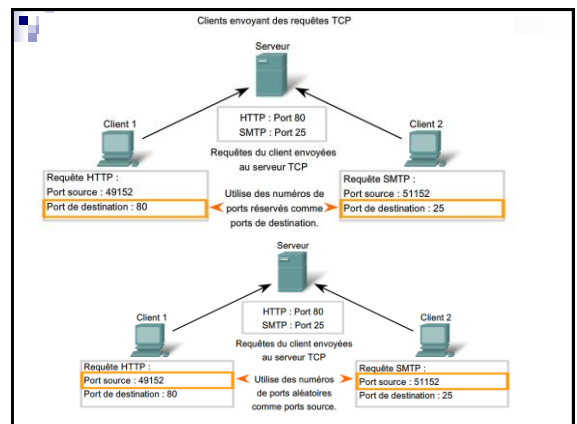 Clients envoyant des requêtes TCP
Serveur
HTTP : Port 80
SMTP : Port 25
Client 1
Client 2
Requêtes du client envoyées
au serveur TCP
Requête HTTP :
Port source : 49152
Port de destination : 80
Utilise des numéros de
ports réservés comme
ports de destination.
Requête SMTP :
Port source : 51152
Port de destination : 25
Serveur
HTTP : Port 80
SMTP : Port 25
Client 1
Client 2
Requêtes du client envoyées
au serveur TCP
Requête HTTP :
Port source : 49152
Port de destination : 80
Utilise des numéros
de ports aléatoires
comme ports source.
Requête SMTP :
Port source : 51152
Port de destination : 25